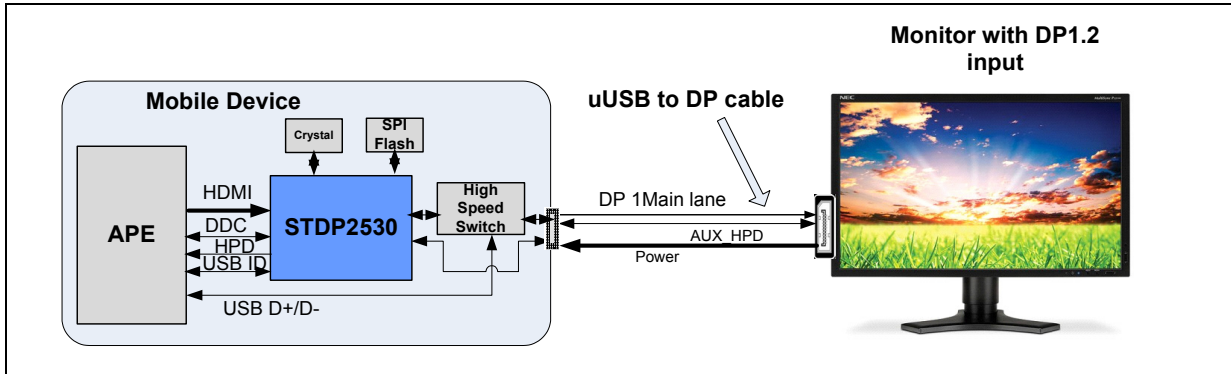 Monitor with DP1.2
input
Mobile Device
uUSB to DP cable
Crystal
SPI
Flash
APE
HDMI
DDC
HPD
USB ID
STDP2530
High
Speed
Switch
USB D+/D-
DP 1Main lane
AUX_HPD
Power
NEC